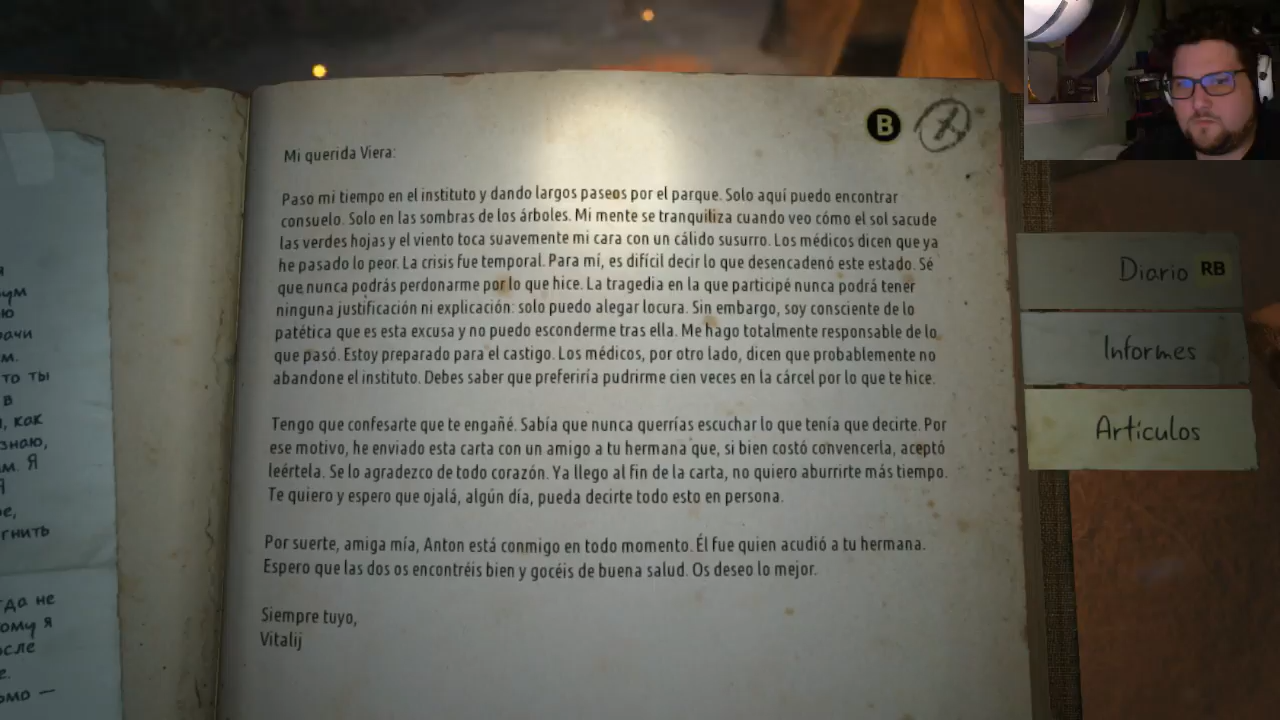 B
Mi querida Viera:
Paso mi tiempo en el instituto y dando largos paseos por el parque. Solo aquí puedo encontrar
consuelo. Solo en las sombras de los árboles. Mi mente se tranquiliza cuando veo cómo el sol sacude
las verdes hojas y el viento toca suavemente mi cara con un cálido susurro. Los médicos dicen que ya
he pasado lo peor. La crisis fue temporal. Para mí, es difícil decir lo que desencadenó este estado. Sé
que nunca podrás perdonarme por lo que hice. La tragedia en la que participé nunca podrá tener
ninguna justificación ni explicación: solo puedo alegar locura. Sin embargo, soy consciente de lo
patética que es esta excusa y no puedo esconderme tras ella. Me hago totalmente responsable de lo
que pasó. Estoy preparado para el castigo. Los médicos, por otro lado, dicen que probablemente no
abandone el instituto. Debes saber que preferiría pudrirme cien veces en la cárcel por lo que te hice.
Tengo que confesarte que te engañé. Sabía que nunca querrías escuchar lo que tenía que decirte. Por
ese motivo, he enviado esta carta con un amigo a tu hermana que, si bien costó convencerla, aceptó
leértela. Se lo agradezco de todo corazón. Ya llego al fin de la carta, no quiero aburrirte más tiempo.
Te quiero y espero que ojalá, algún día, pueda decirte todo esto en persona.
Por suerte, amiga mía, Anton está conmigo en todo momento. Él fue quien acudió a tu hermana.
Espero que las dos os encontréis bien y gocéis de buena salud. Os deseo lo mejor.
Siempre tuyo,
Vitalij
Diario RB
Informes
Artículos
то ты
в
, как
знаю,
м. Я
Я
гнить
гда не
ому я
осле
е.
омо —